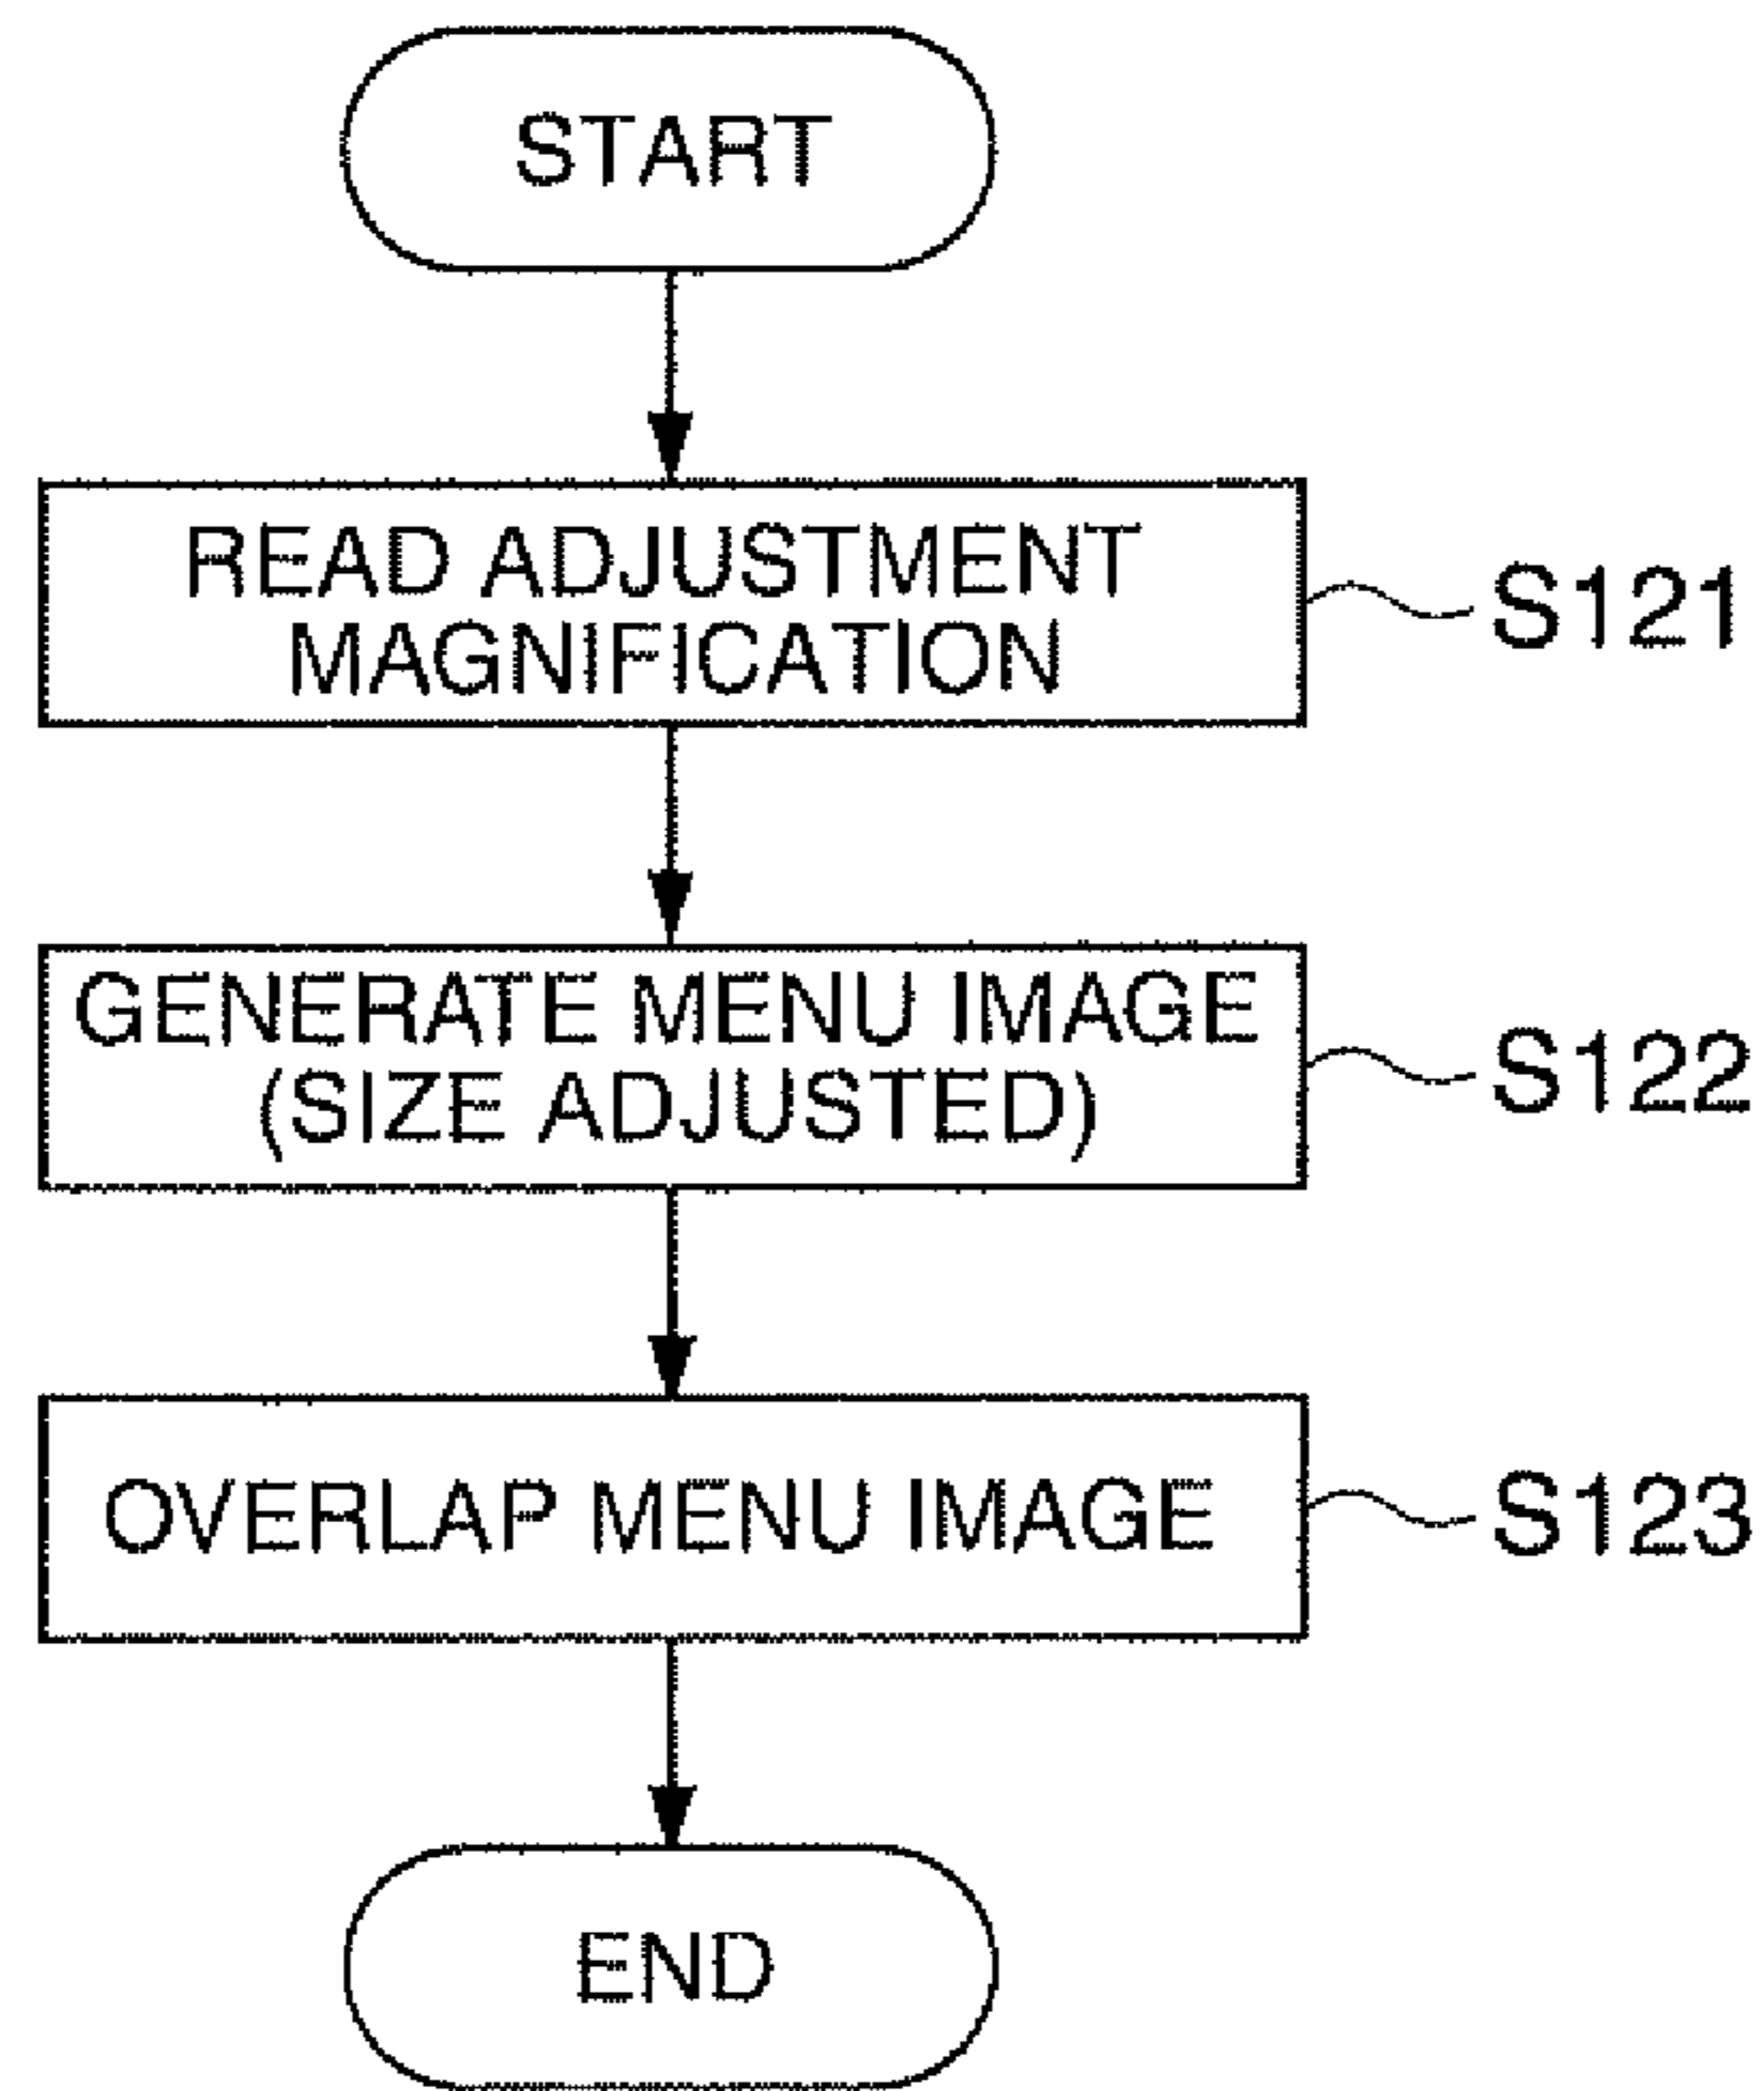 START
READ ADJUSTMENT
MAGNIFICATION
S121
GENERATE MENU IMAGE
(SIZE ADJUSTED)
S122
OVERLAP MENU IMAGE
S123
END